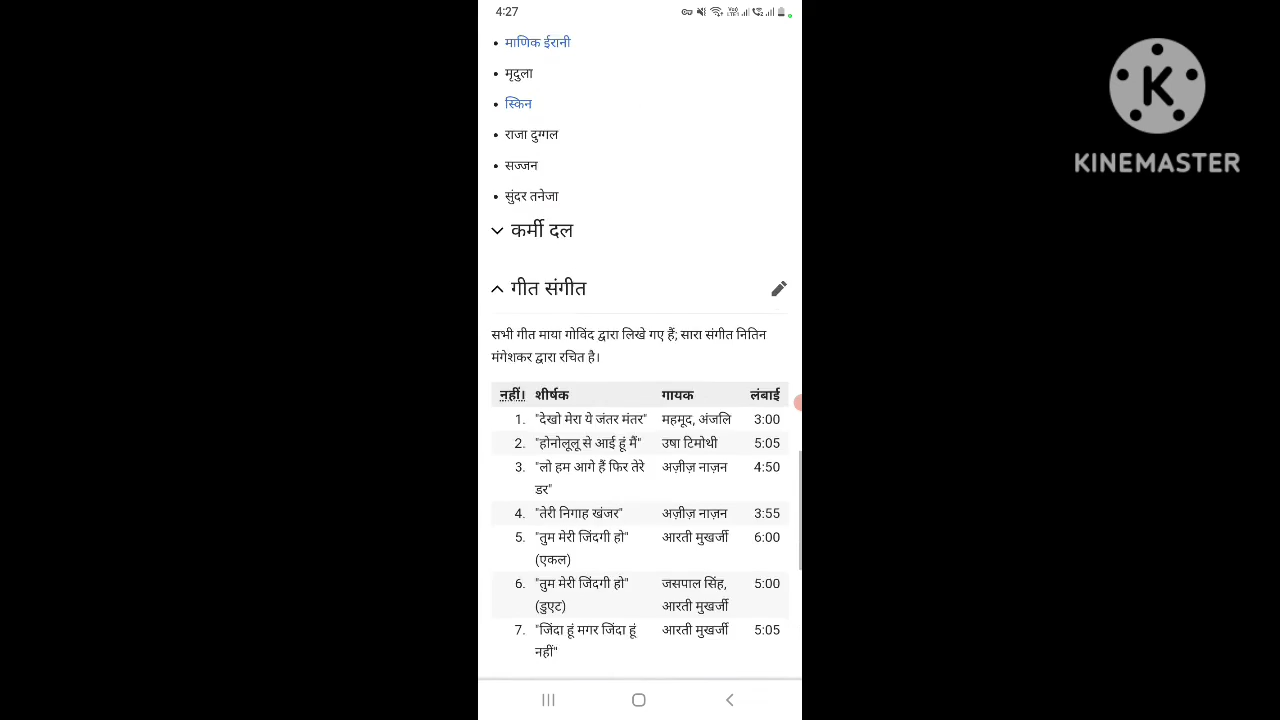 4:27
माणिक ईरानी
मृदुला
स्किन
राजा दुग्गल
सज्जन
सुंदर तनेजा
कर्मी दल
गीत संगीत
सभी गीत माया गोविंद द्वारा लिखे गए हैं; सारा संगीत नितिन
मंगेशकर द्वारा रचित है।
नहीं। शीर्षक गायक लंबाई
1. "देखो मेरा ये जंतर मंतर" महमूद, अंजलि 3:00
2. "होनोलूलू से आई हूं मैं" उषा टिमोथी 5:05
3. "लो हम आगे हैं फिर तेरे अज़ीज़ नाज़न 4:50
डर"
4. "तेरी निगाह खंजर" अज़ीज़ नाज़न 3:55
5. "तुम मेरी जिंदगी हो" आरती मुखर्जी 6:00
(एकल)
6. "तुम मेरी जिंदगी हो" जसपाल सिंह, 5:00
(डुएट) आरती मुखर्जी
7. "जिंदा हूं मगर जिंदा हूं आरती मुखर्जी 5:05
नहीं"
K
KINEMASTER